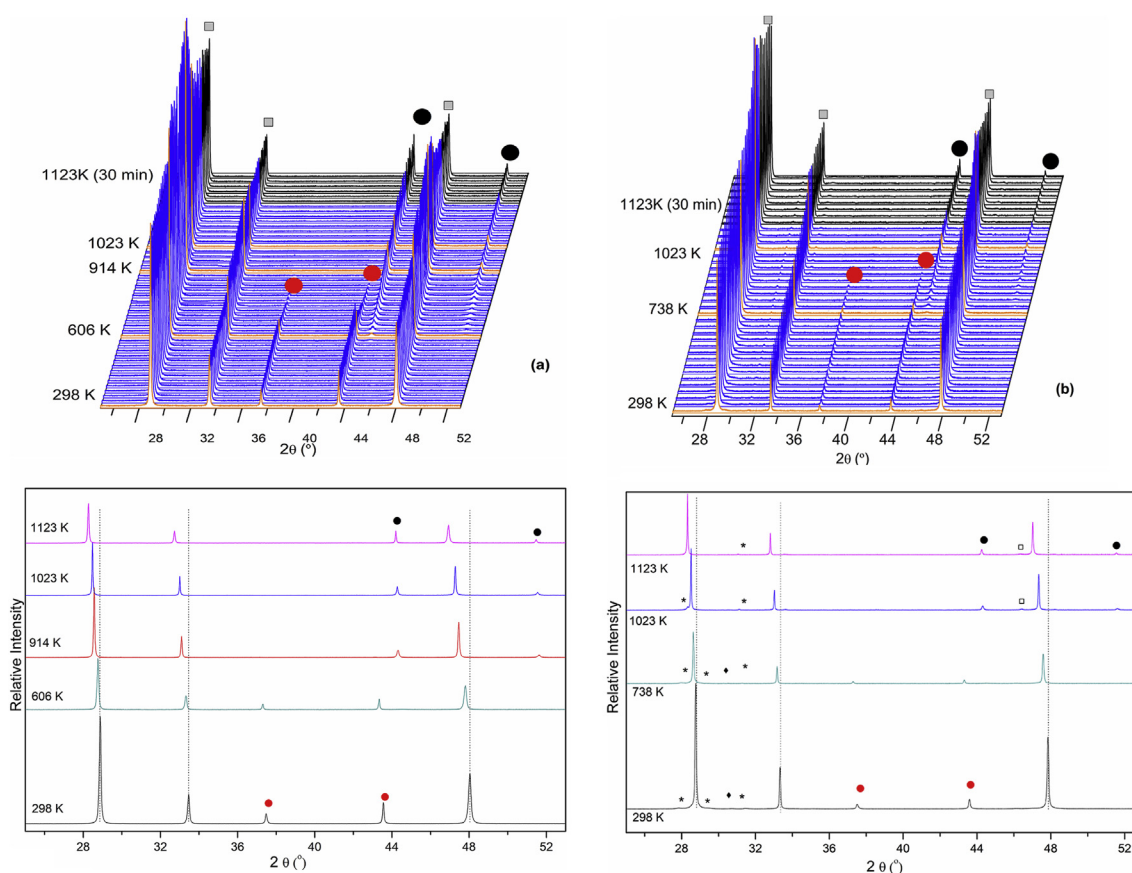 1123K (30 min)
1023 K
914 K
606 K
298 K
(a)
28 32 36 40 44 48 52
2θ (º)
1123K (30 min)
1023 K
738 K
298 K
(b)
28 32 36 40 44 48 52
2θ (º)
Relative Intensity
1123 K
1023 K
914 K
606 K
298 K
28 32 36 40 44 48 52
2 θ (º)
Relative Intensity
1123 K
1023 K
738 K
298 K
28 32 36 40 44 48 52
2 θ (º)